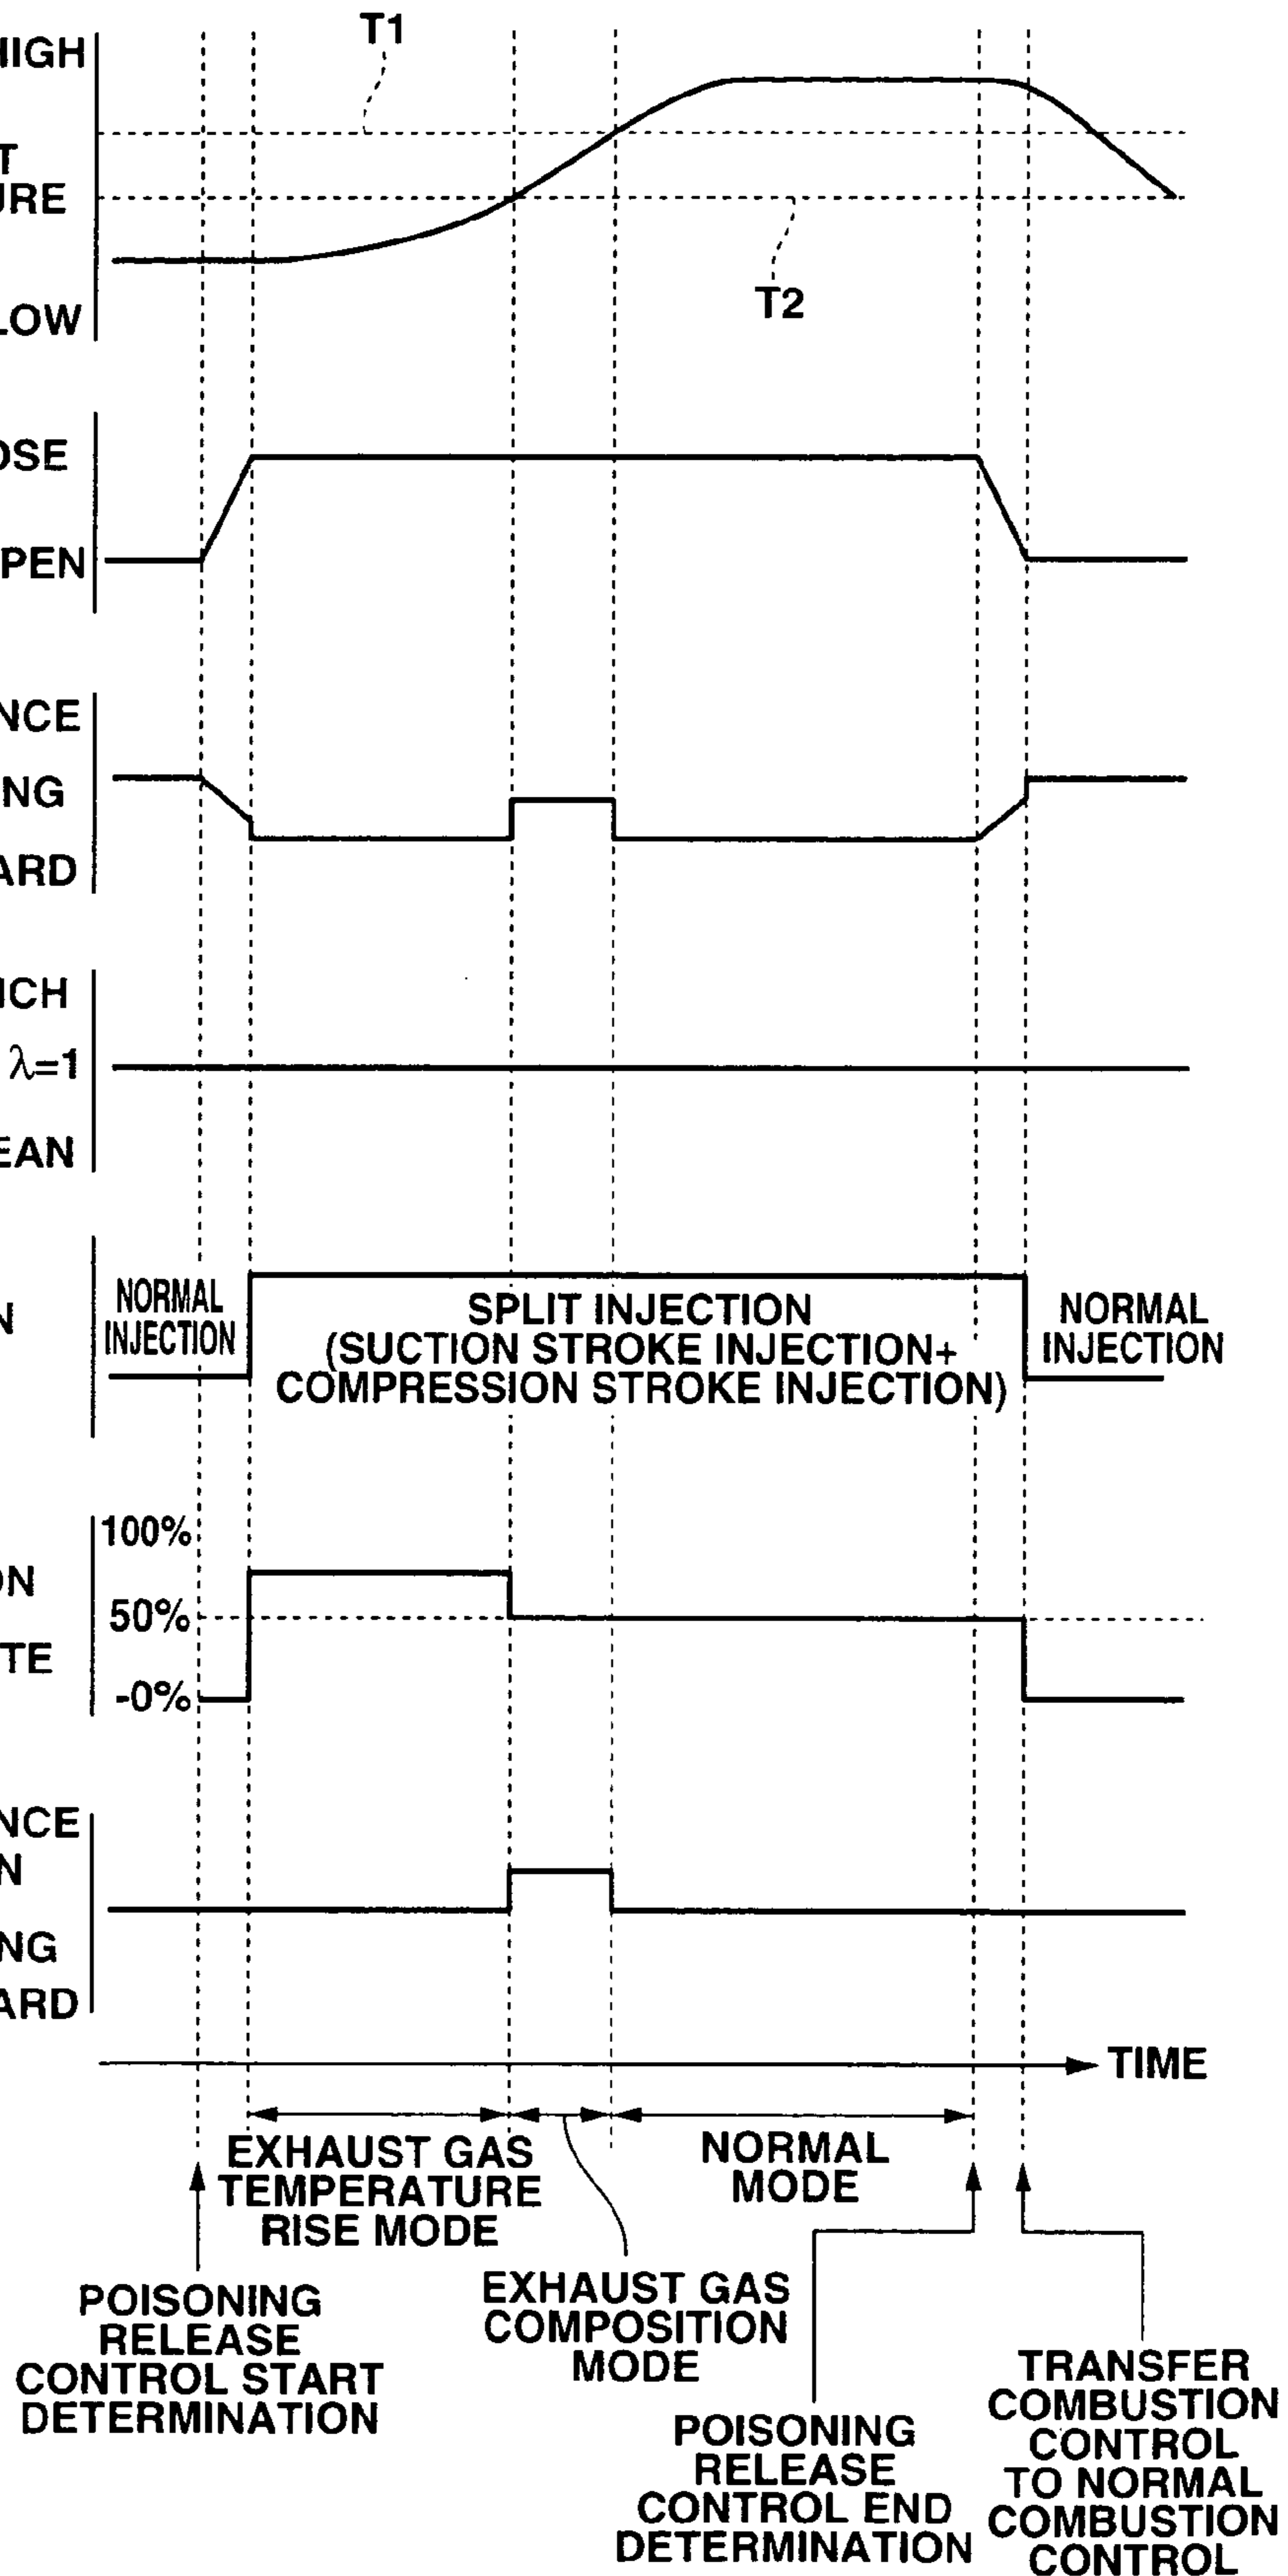 T1
HIGH
T
URE
T2
LOW
OSE
PEN
NCE
NG
ARD
ICH
λ=1
EAN
N
NORMAL
INJECTION
SPLIT INJECTION
(SUCTION STROKE INJECTION+
COMPRESSION STROKE INJECTION)
NORMAL
INJECTION
100%
ON
50%
TE
-0%
NCE
N
NG
ARD
TIME
EXHAUST GAS
TEMPERATURE
RISE MODE
NORMAL
MODE
EXHAUST GAS
COMPOSITION
MODE
POISONING
RELEASE
CONTROL START
DETERMINATION
POISONING
RELEASE
CONTROL END
DETERMINATION
TRANSFER
COMBUSTION
CONTROL
TO NORMAL
COMBUSTION
CONTROL